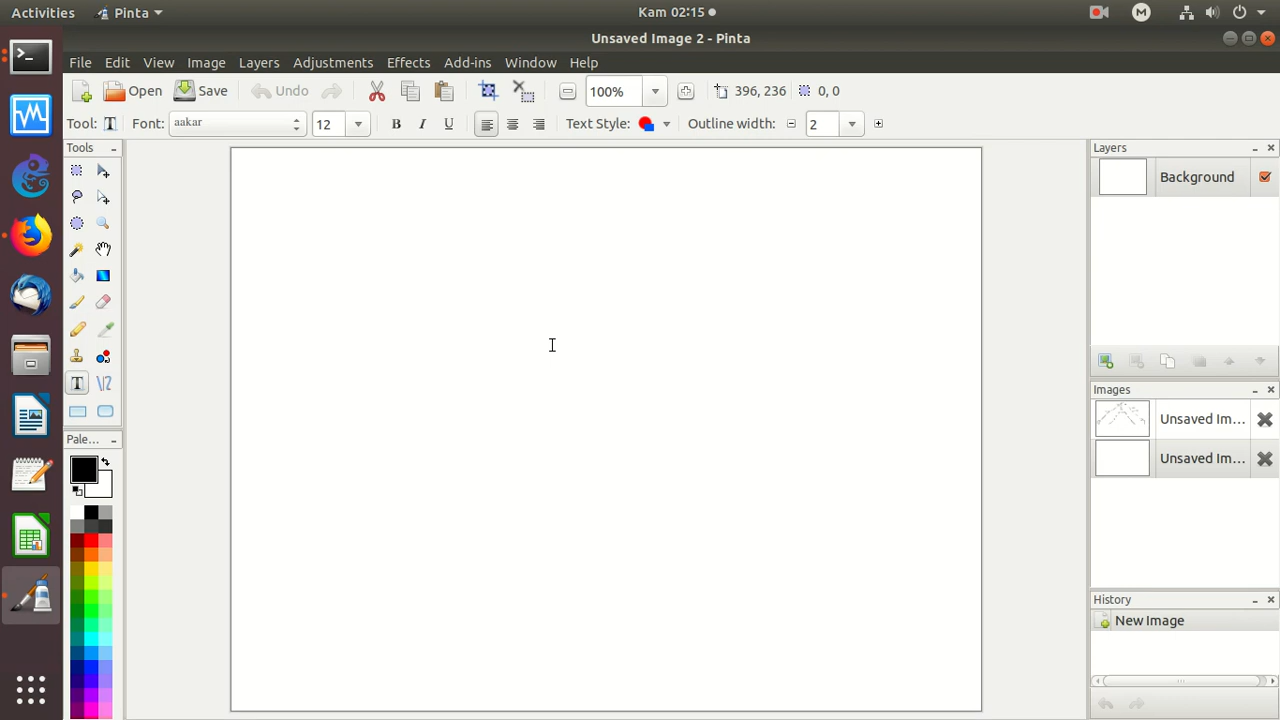 Activities Pinta Kam 02:15 M
Unsaved Image 2 - Pinta
File Edit View Image Layers Adjustments Effects Add-ins Window Help
Open Save Undo 100% 396, 236 0, 0
Tool: T Font: aakar 12 B I U Text Style: Outline width: 2
Tools
Layers
Background
Images
Unsaved Im...
Unsaved Im...
Pale...
History
New Image